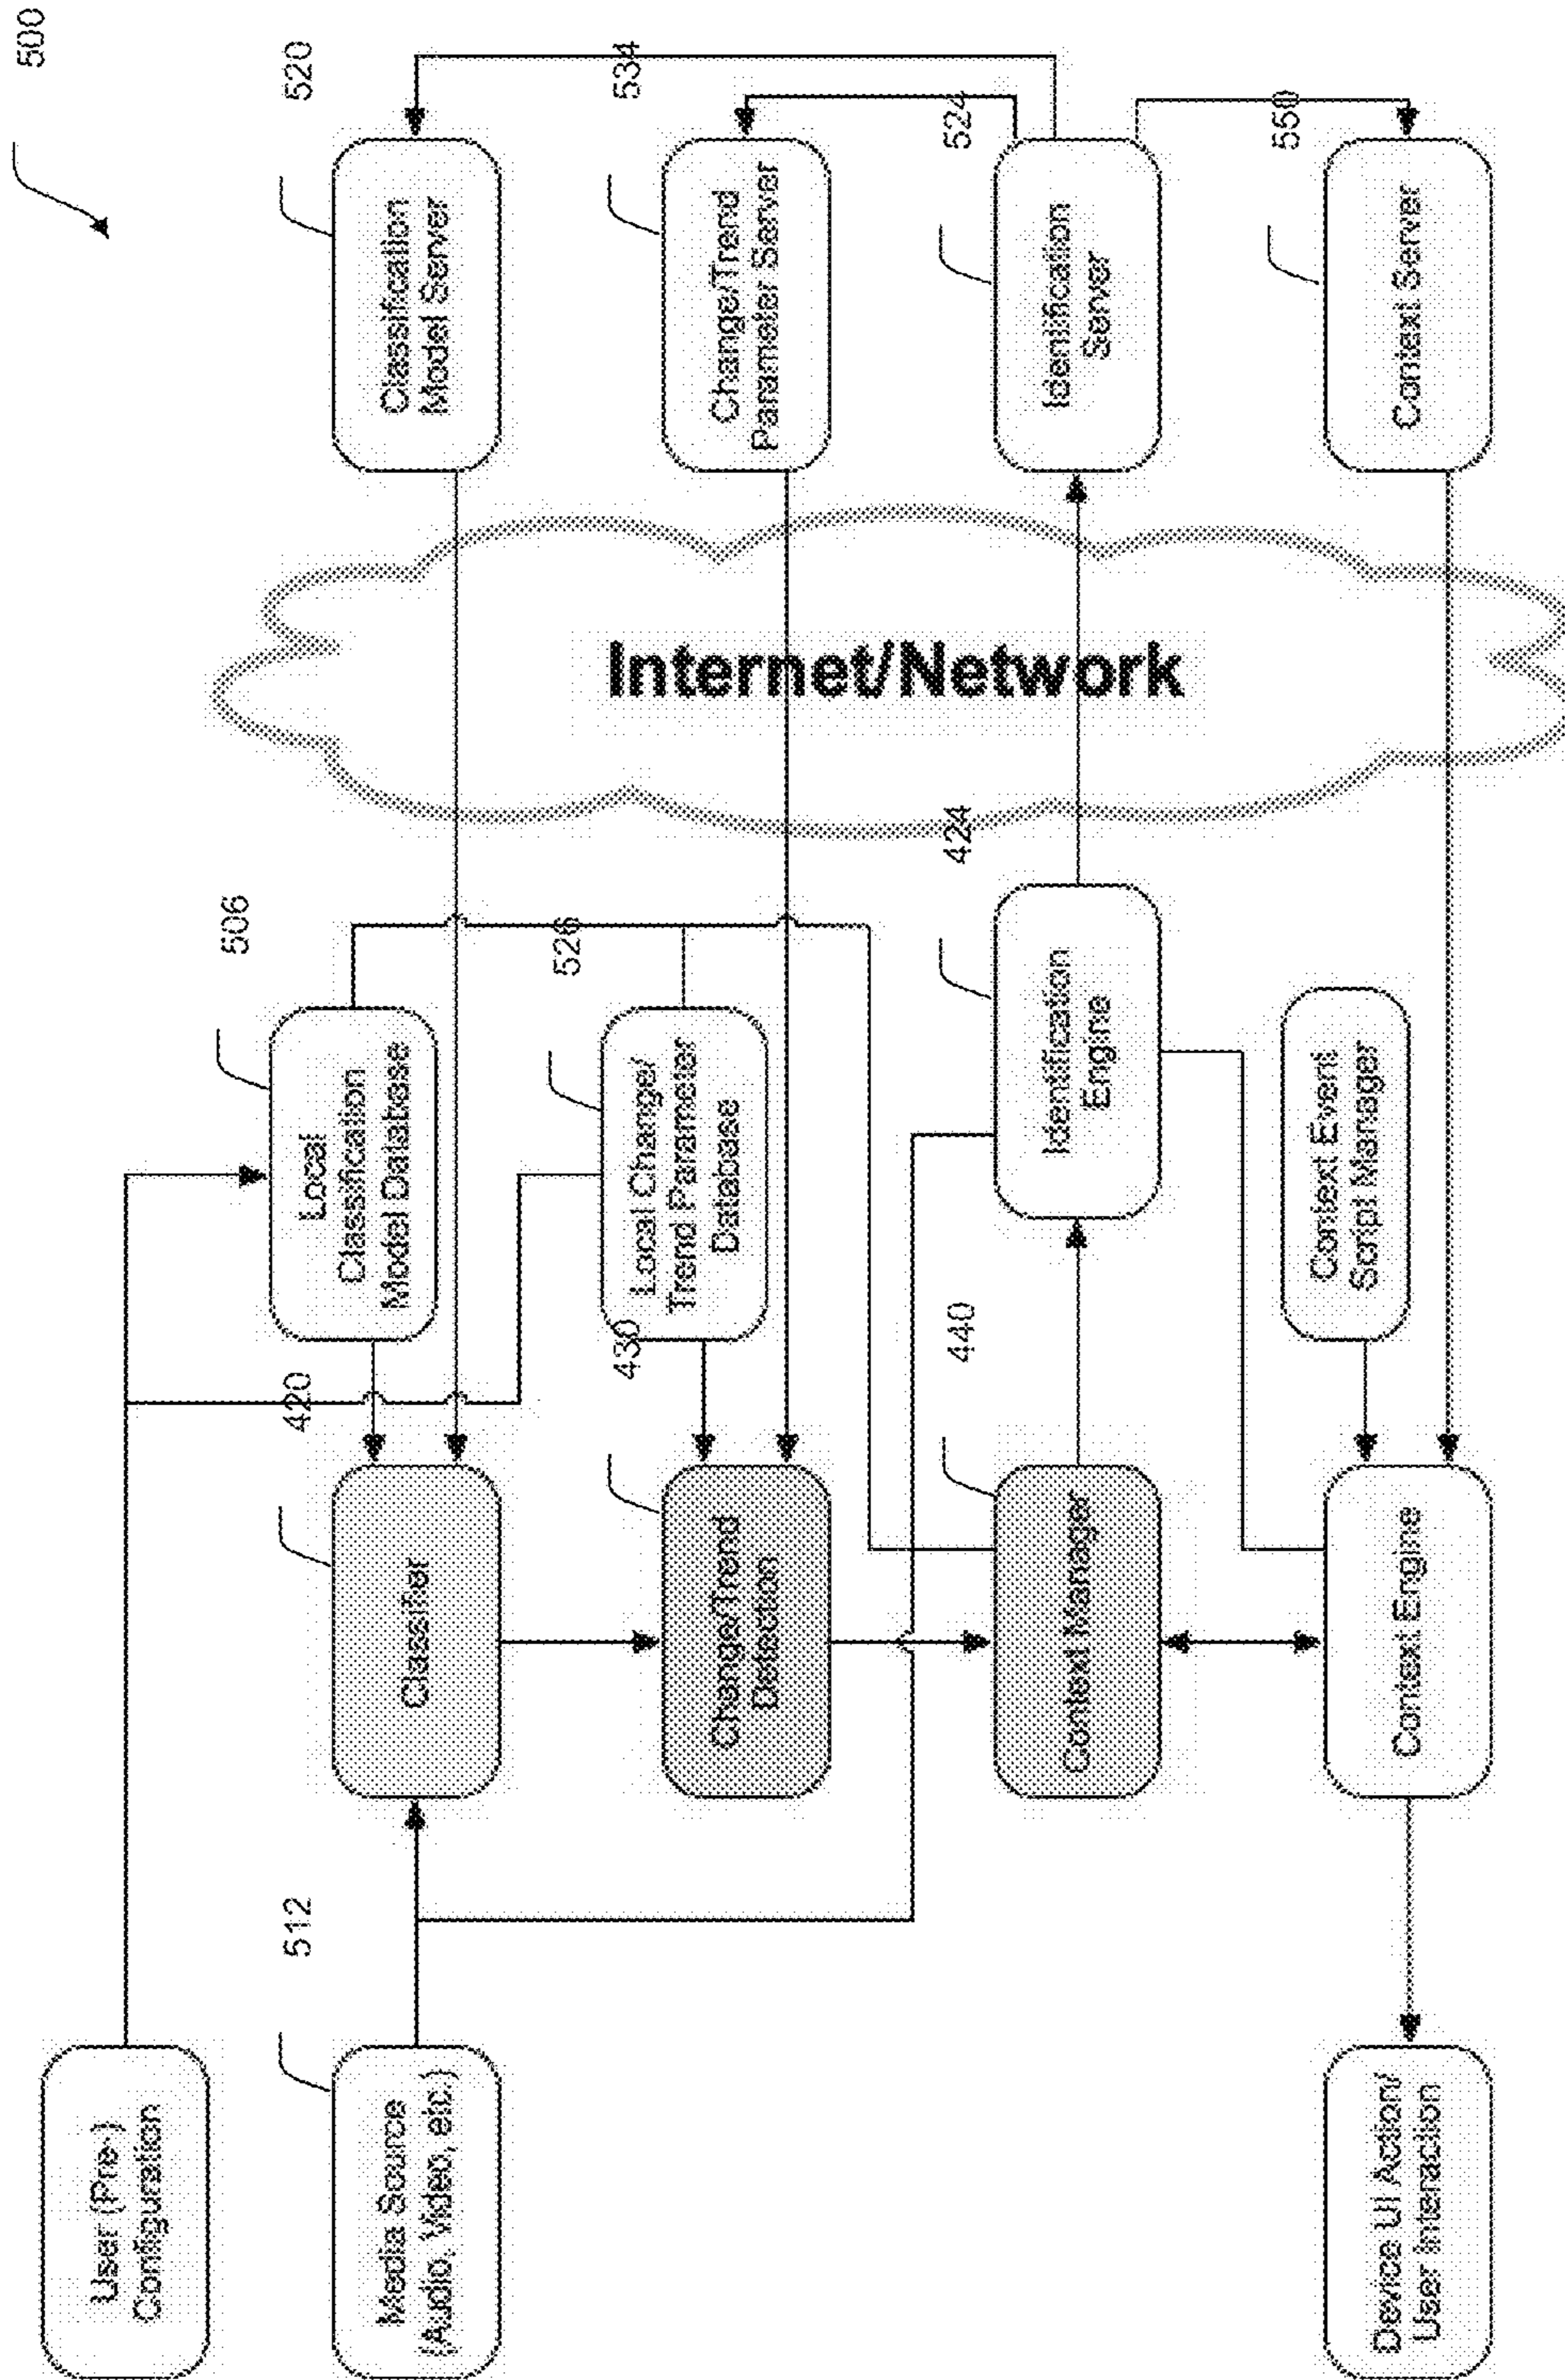 500
User (Pre-)
Configuration
506
Local
Classification
Model Database
512
Media Source
(Audio, Video, etc.)
420
Classifier
520
Classification
Model Server
526
Local Change/
Trend Parameter
Database
430
Change/Trend
Detection
534
Change/Trend
Parameter Server
Internet/Network
440
Context Manager
424
Identification
Engine
524
Identification
Server
Context Event
Script Manager
550
Context Server
Context Engine
Device UI Action/
User Interaction